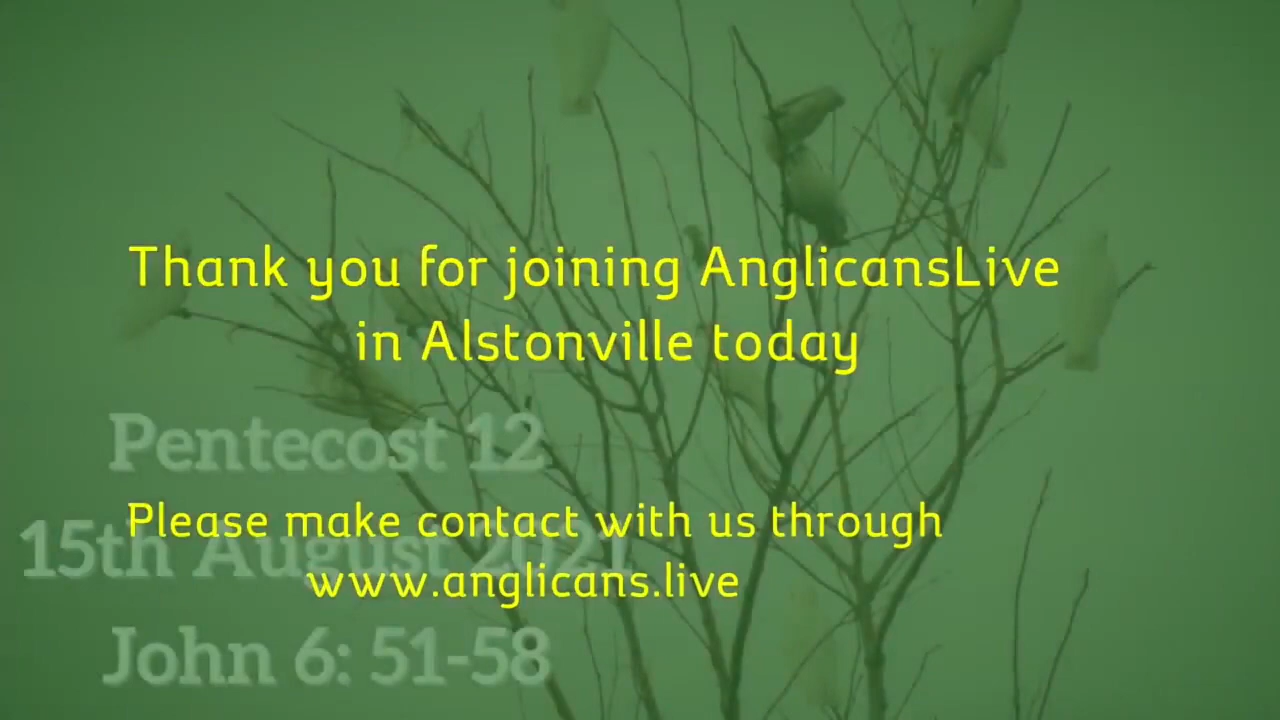 Thank you for joining AnglicansLive
in Alstonville today
Pentecost 12
Please make contact with us through
15th August 2021
www.anglicans.live
John 6: 51-58